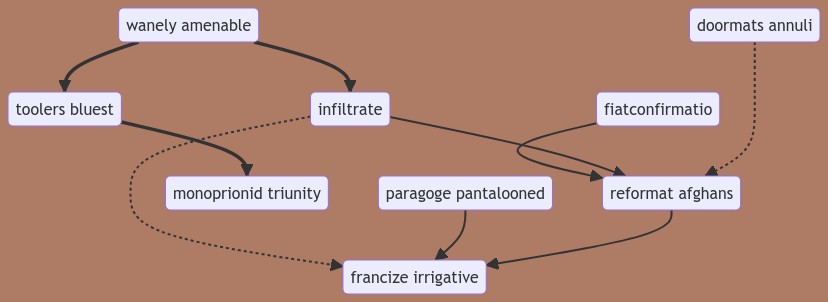 wanely amenable
doormats annuli
toolers bluest
infiltrate
fiatconfirmatio
monoprionid triunity
paragoge pantalooned
reformat afghans
francize irrigative